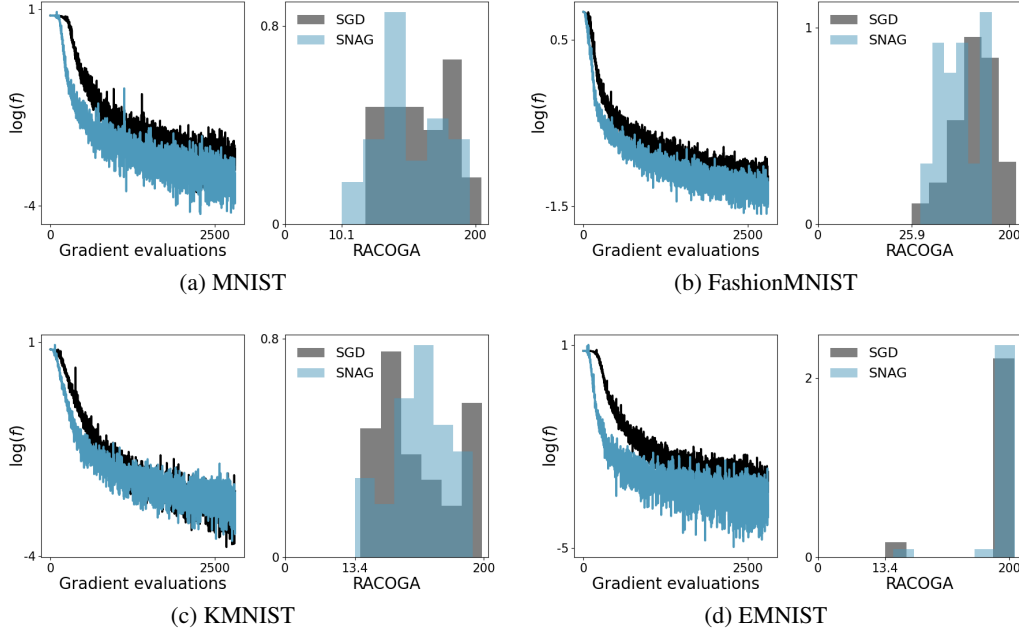 1
log(f)
-4
0
2500
Gradient evaluations
0.8
SGD
SNAG
0
0
10.1
200
RACOGA
(a) MNIST
0.5
log(f)
-1.5
0
2500
Gradient evaluations
1
SGD
SNAG
0
0
25.9
200
RACOGA
(b) FashionMNIST
1
log(f)
-4
0
2500
Gradient evaluations
0.8
SGD
SNAG
0
0
13.4
200
RACOGA
(c) KMNIST
1
log(f)
-5
0
2500
Gradient evaluations
2
SGD
SNAG
0
0
13.4
200
RACOGA
(d) EMNIST